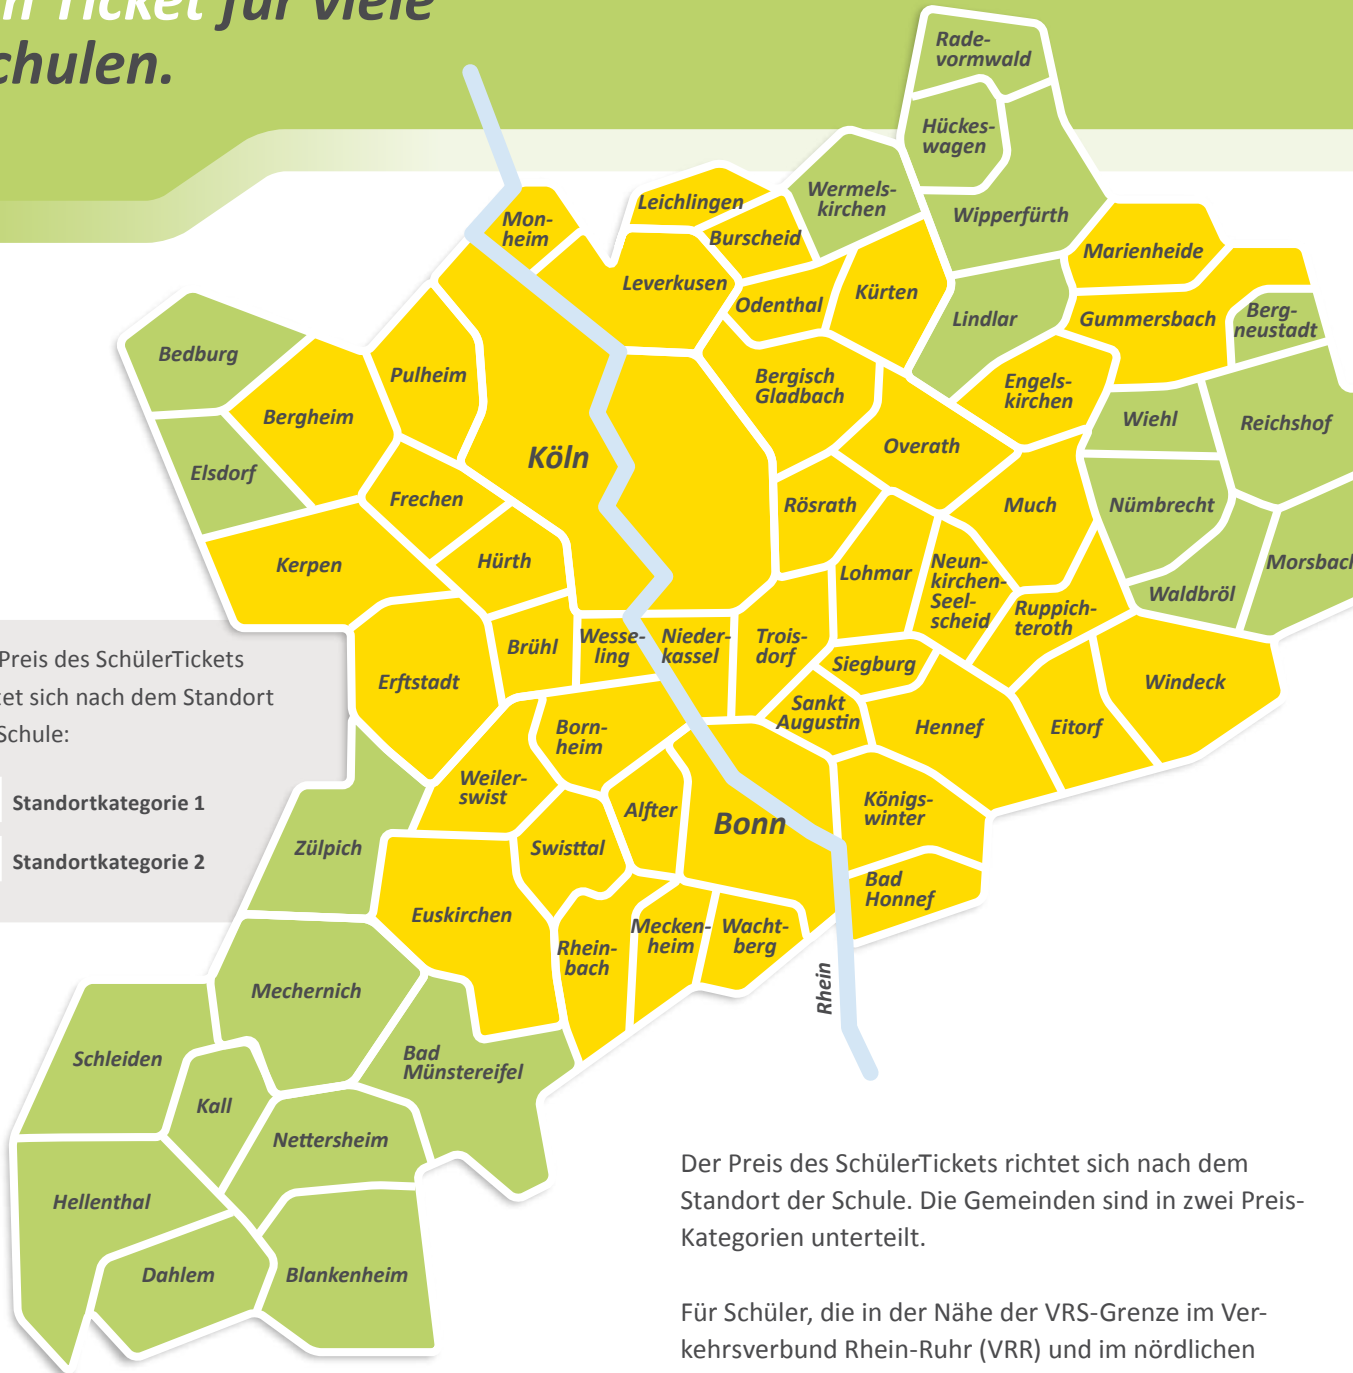 Ticket für viele
chulen.
Rade-
vormwald
Hückes-
wagen
Wermels-
kirchen
Wipperfürth
Leichlingen
Mon-
heim
Burscheid
Marienheide
Leverkusen
Odenthal
Kürten
Lindlar
Gummersbach
Berg-
neustadt
Bedburg
Pulheim
Bergheim
Bergisch
Gladbach
Engels-
kirchen
Wiehl
Reichshof
Köln
Overath
Elsdorf
Frechen
Rösrath
Much
Nümbrecht
Kerpen
Hürth
Lohmar
Neun-
kirchen-
Seel-
scheid
Morsbach
Waldbröl
Ruppich-
teroth
Brühl
Wesse-
ling
Nieder-
kassel
Trois-
dorf
Siegburg
Erftstadt
Windeck
Sankt
Augustin
Hennef
Eitorf
Born-
heim
Weiler-
swist
Alfter
Bonn
Königs-
winter
Zülpich
Swisttal
Bad
Honnef
Euskirchen
Rhein-
bach
Mecken-
heim
Wacht-
berg
Rhein
Mechernich
Schleiden
Bad
Münstereifel
Kall
Nettersheim
Hellenthal
Dahlem
Blankenheim
Preis des SchülerTickets
et sich nach dem Standort
Schule:
Standortkategorie 1
Standortkategorie 2
Der Preis des SchülerTickets richtet sich nach dem
Standort der Schule. Die Gemeinden sind in zwei Preis-
Kategorien unterteilt.
Für Schüler, die in der Nähe der VRS-Grenze im Ver-
kehrsverbund Rhein-Ruhr (VRR) und im nördlichen